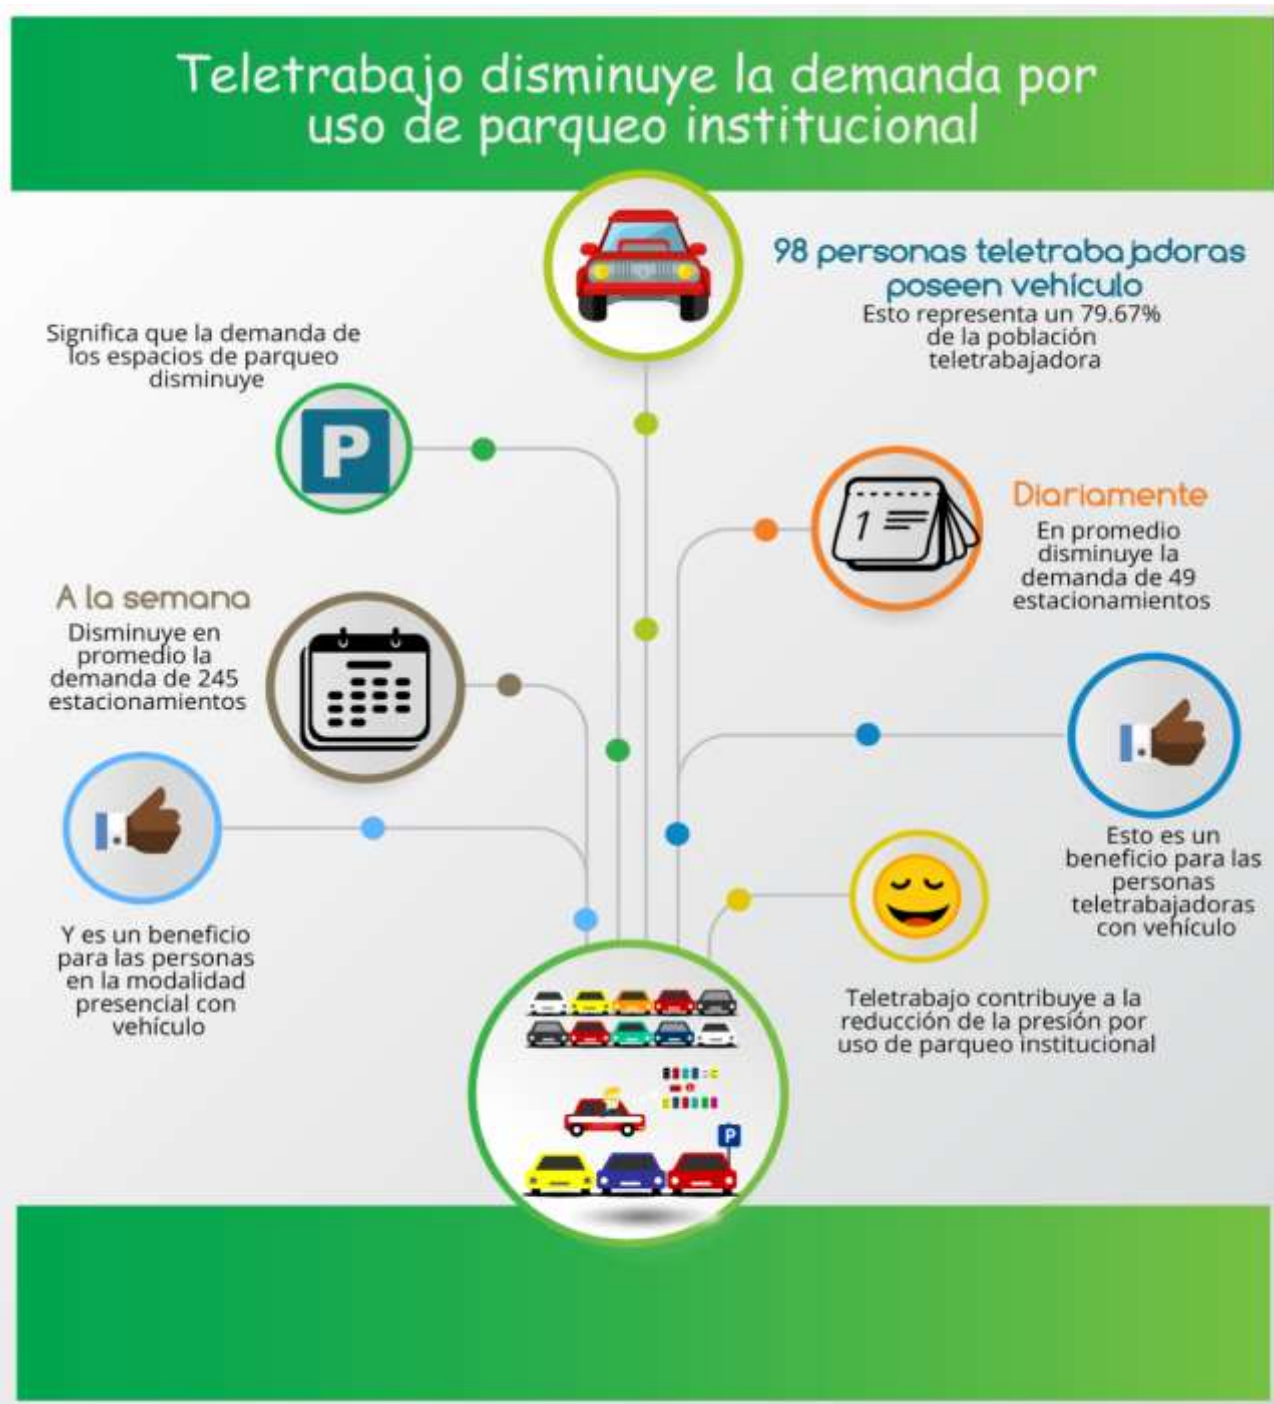 Teletrabajo disminuye la demanda por
uso de parqueo institucional
98 personas teletrabajadoras
poseen vehículo
Esto representa un 79.67%
de la población
teletrabajadora
Significa que la demanda de
los espacios de parqueo
disminuye
P
1
Diariamente
En promedio
disminuye la
demanda de 49
estacionamientos
A la semana
Disminuye en
promedio la
demanda de 245
estacionamientos
Esto es un
beneficio para las
personas
teletrabajadoras
con vehículo
Y es un beneficio
para las personas
en la modalidad
presencial con
vehículo
Teletrabajo contribuye a la
reducción de la presión por
uso de parqueo institucional
P